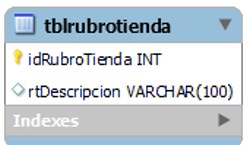 tblrubrotienda
idRubroTienda INT
rtDescripcion VARCHAR(100)
Indexes